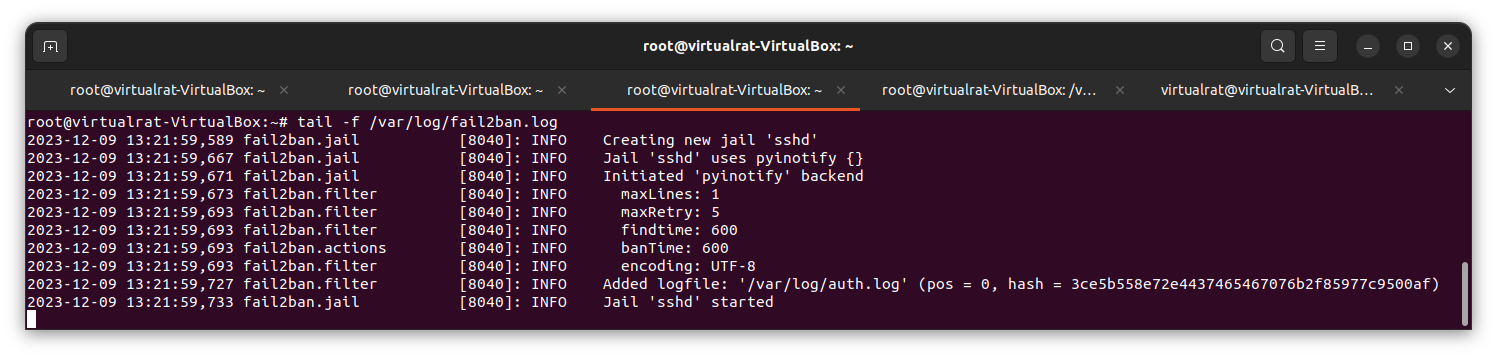 root@virtualrat-VirtualBox: ~
root@virtualrat-VirtualBox: ~ × root@virtualrat-VirtualBox: ~ × root@virtualrat-VirtualBox: ~ × root@virtualrat-VirtualBox: /v... × virtualrat@virtualrat-VirtualB... ×
root@virtualrat-VirtualBox:~# tail -f /var/log/fail2ban.log
2023-12-09 13:21:59,589 fail2ban.jail           [8040]: INFO    Creating new jail 'sshd'
2023-12-09 13:21:59,667 fail2ban.jail           [8040]: INFO    Jail 'sshd' uses pyinotify {}
2023-12-09 13:21:59,671 fail2ban.jail           [8040]: INFO    Initiated 'pyinotify' backend
2023-12-09 13:21:59,673 fail2ban.filter         [8040]: INFO      maxLines: 1
2023-12-09 13:21:59,693 fail2ban.filter         [8040]: INFO      maxRetry: 5
2023-12-09 13:21:59,693 fail2ban.filter         [8040]: INFO      findtime: 600
2023-12-09 13:21:59,693 fail2ban.actions        [8040]: INFO      banTime: 600
2023-12-09 13:21:59,693 fail2ban.filter         [8040]: INFO      encoding: UTF-8
2023-12-09 13:21:59,727 fail2ban.filter         [8040]: INFO    Added logfile: '/var/log/auth.log' (pos = 0, hash = 3ce5b558e72e4437465467076b2f85977c9500af)
2023-12-09 13:21:59,733 fail2ban.jail           [8040]: INFO    Jail 'sshd' started